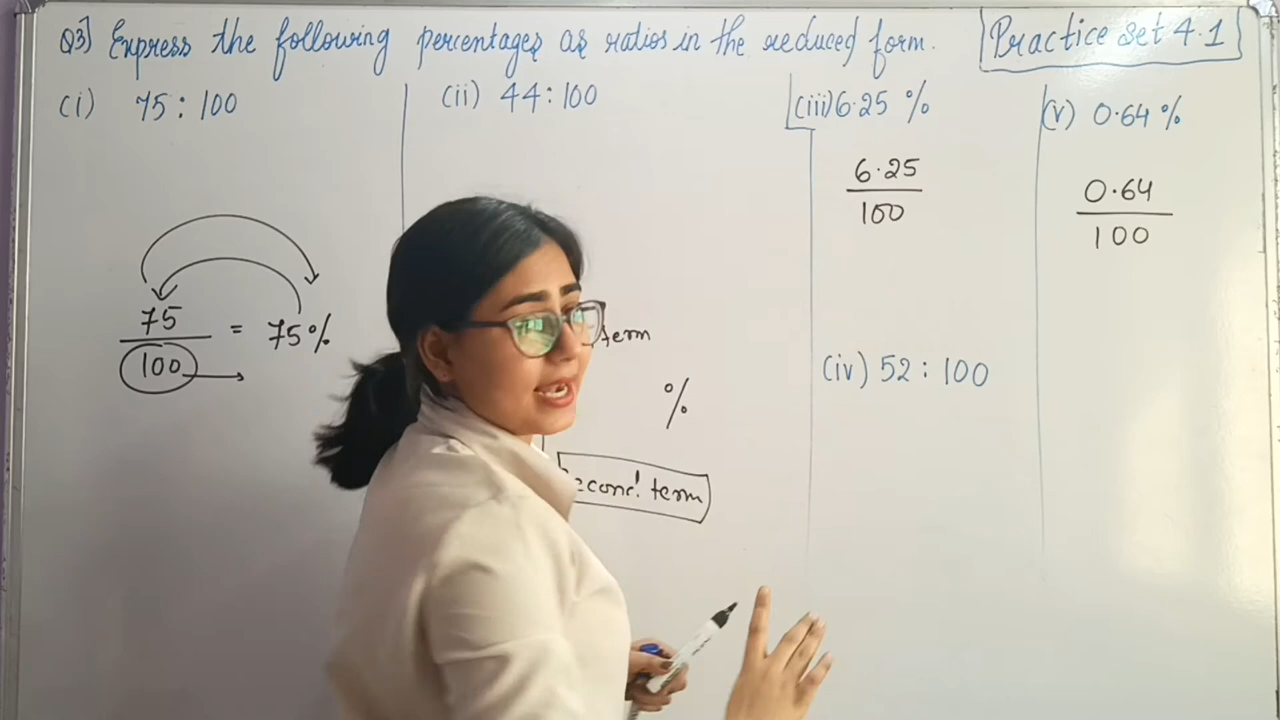 Q3] Express the following percentages as ratios in the reduced form.
Practice set 4.1
(i) 75 : 100
(ii) 44 : 100
(iii) 6.25 %
(v) 0.64 %
6.25
100
0.64
100
75
100
= 75 %
term
%
term
(iv) 52 : 100